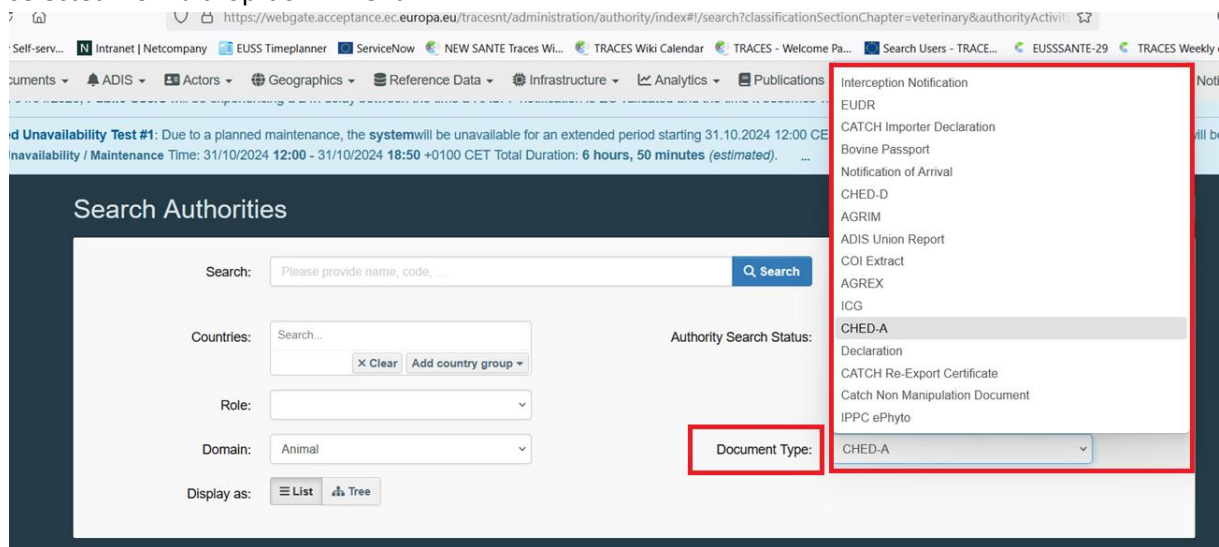 https://webgate.acceptance.ec.europa.eu/tracesnt/administration/authority/index#!/search?classificationSectionChapter=veterinary&authorityActivit
Self-serv... Intranet | Netcompany EUSS Timeplanner ServiceNow NEW SANTE Traces Wi... TRACES Wiki Calendar TRACES - Welcome Pa... Search Users - TRACE... EUSSSANTE-29 TRACES Weekly
cuments ADIS Actors Geographics Reference Data Infrastructure Analytics Publications Noti
ed Unavailability Test #1: Due to a planned maintenance, the systemwill be unavailable for an extended period starting 31.10.2024 12:00 CE
navailability / Maintenance Time: 31/10/2024 12:00 - 31/10/2024 18:50 +0100 CET Total Duration: 6 hours, 50 minutes (estimated). ...
Interception Notification
EUDR
CATCH Importer Declaration
Bovine Passport
Notification of Arrival
CHED-D
AGRIM
ADIS Union Report
COI Extract
AGREX
ICG
CHED-A
Declaration
CATCH Re-Export Certificate
Catch Non Manipulation Document
IPPC ePhyto
Search Authorities
Search: Please provide name, code, ... Search
Countries: Search... Authority Search Status:
× Clear Add country group
Role:
Domain: Animal Document Type: CHED-A
Display as: List Tree